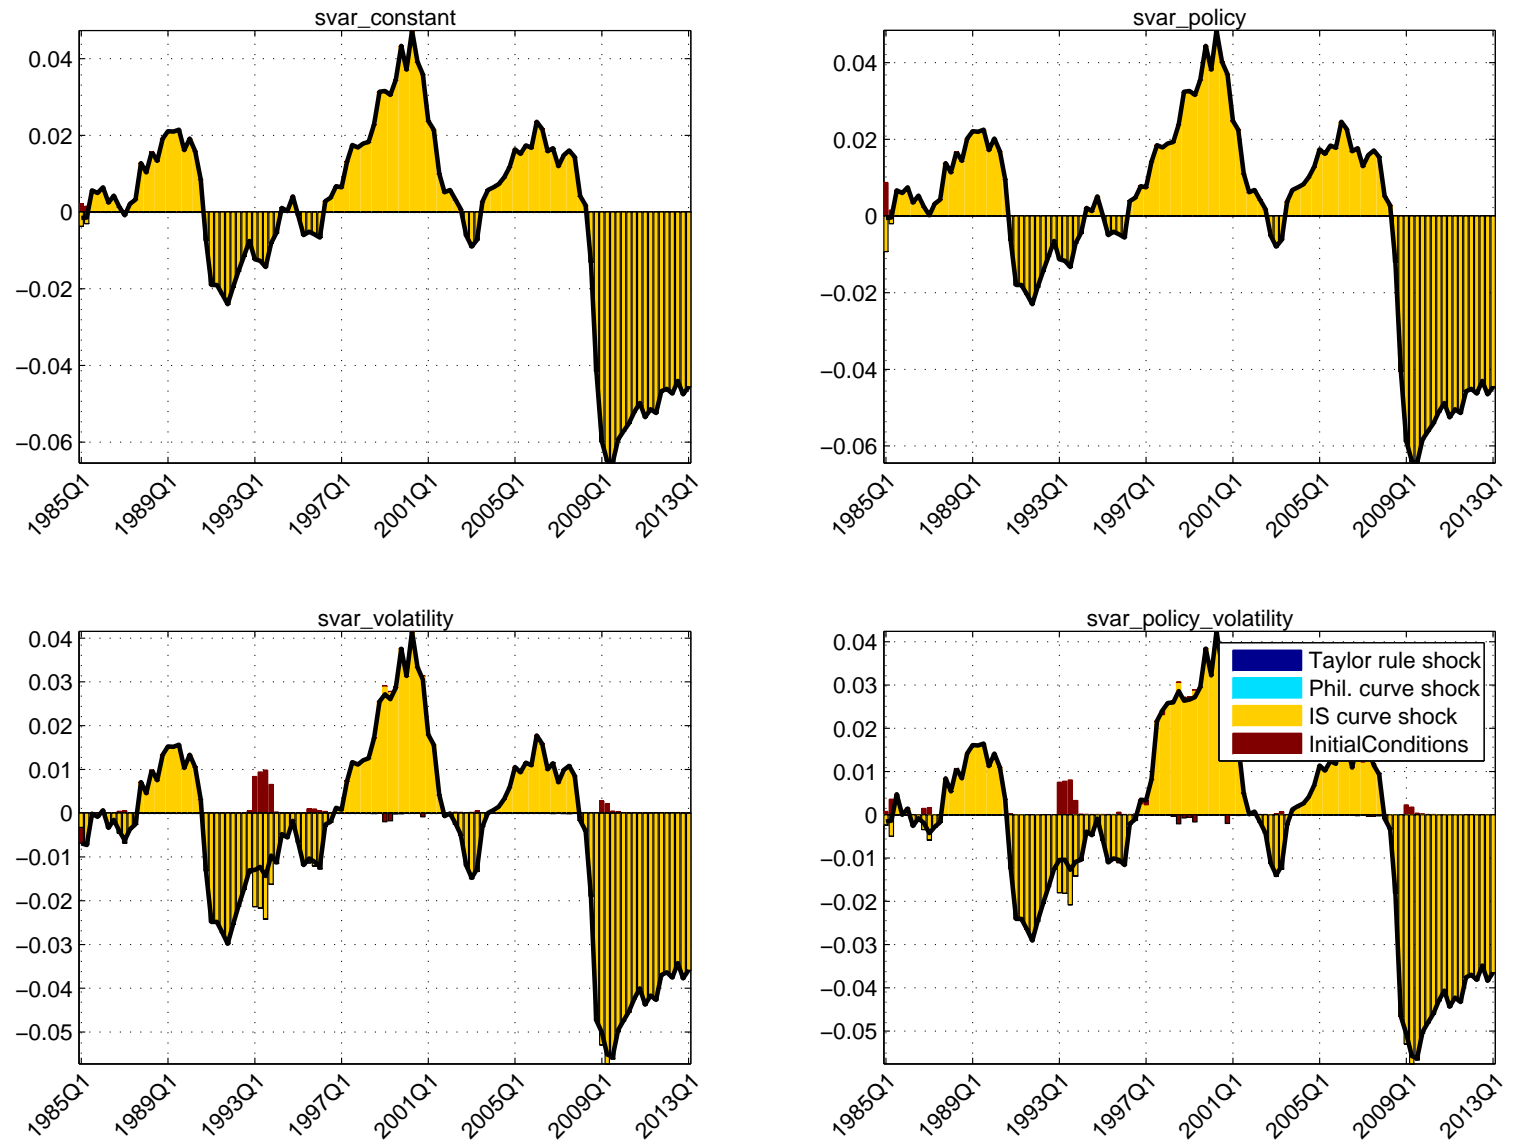 svar_constant
0.04
0.02
0
−0.02
−0.04
−0.06
1985Q1
1989Q1
1993Q1
1997Q1
2001Q1
2005Q1
2009Q1
2013Q1
svar_policy
0.04
0.02
0
−0.02
−0.04
−0.06
1985Q1
1989Q1
1993Q1
1997Q1
2001Q1
2005Q1
2009Q1
2013Q1
svar_volatility
0.04
0.03
0.02
0.01
0
−0.01
−0.02
−0.03
−0.04
−0.05
1985Q1
1989Q1
1993Q1
1997Q1
2001Q1
2005Q1
2009Q1
2013Q1
svar_policy_volatility
0.04
0.03
0.02
0.01
0
−0.01
−0.02
−0.03
−0.04
−0.05
1985Q1
1989Q1
1993Q1
1997Q1
2001Q1
2005Q1
2009Q1
2013Q1
Taylor rule shock
Phil. curve shock
IS curve shock
InitialConditions